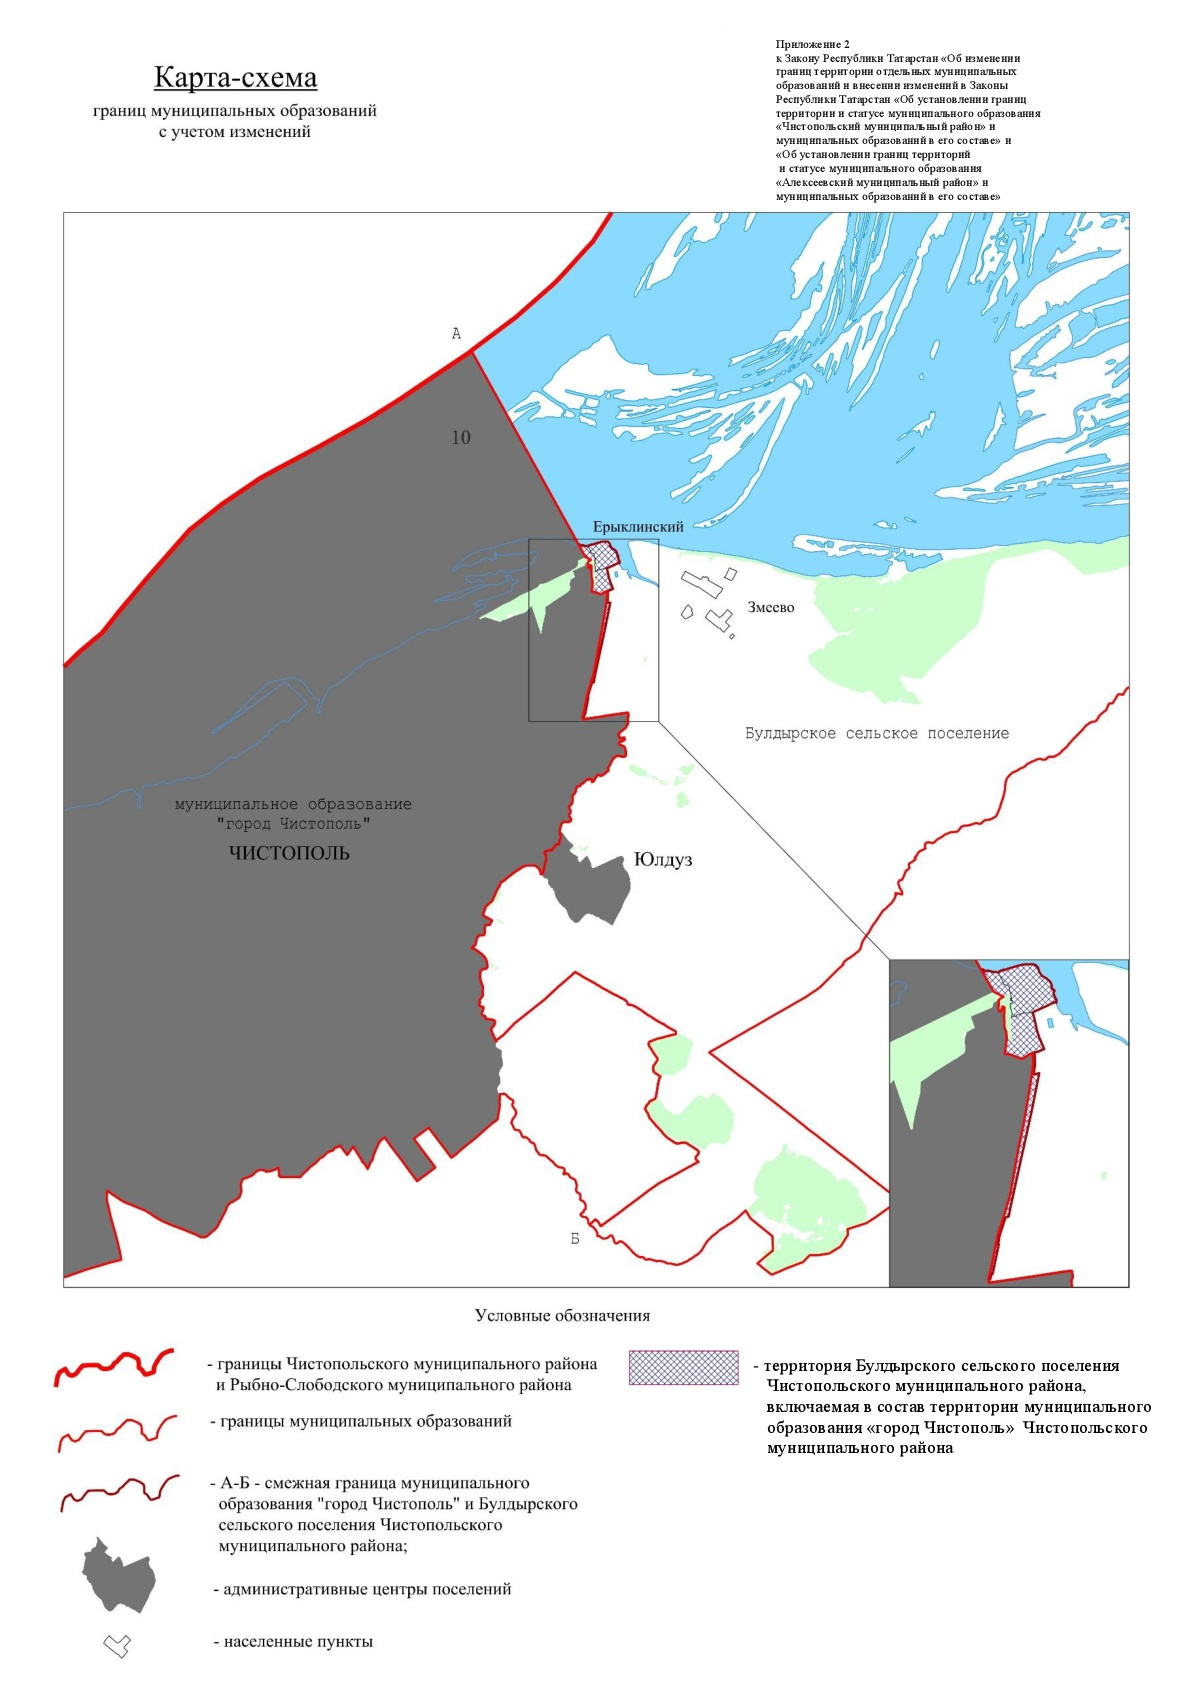 Приложение 2
к Закону Республики Татарстан «Об изменении
границ территории отдельных муниципальных
образований и внесении изменений в Законы
Республики Татарстан «Об установлении границ
территории и статусе муниципального образования
«Чистопольский муниципальный район» и
муниципальных образований в его составе» и
«Об установлении границ территорий
и статусе муниципального образования
«Алексеевский муниципальный район» и
муниципальных образований в его составе»
Карта-схема
границ муниципальных образований
с учетом изменений
А
10
Ерыклинский
Змеево
Булдырское сельское поселение
муниципальное образование
"город Чистополь"
ЧИСТОПОЛЬ
Юлдуз
Б
Условные обозначения
- границы Чистопольского муниципального района
и Рыбно-Слободского муниципального района
- границы муниципальных образований
- А-Б - смежная граница муниципального
образования "город Чистополь" и Булдырского
сельского поселения Чистопольского
муниципального района;
- административные центры поселений
- населенные пункты
- территория Булдырского сельского поселения
Чистопольского муниципального района,
включаемая в состав территории муниципального
образования «город Чистополь» Чистопольского
муниципального района